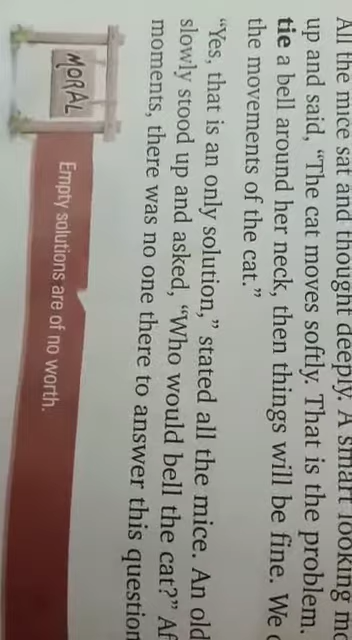 All the mice sat and thought deeply. A smart looking
up and said, “The cat moves softly. That is the problem.
tie a bell around her neck, then things will be fine. We
the movements of the cat.”
“Yes, that is an only solution,” stated all the mice. An old
slowly stood up and asked, “Who would bell the cat?”
moments, there was no one there to answer this question
MORAL
Empty solutions are of no worth.